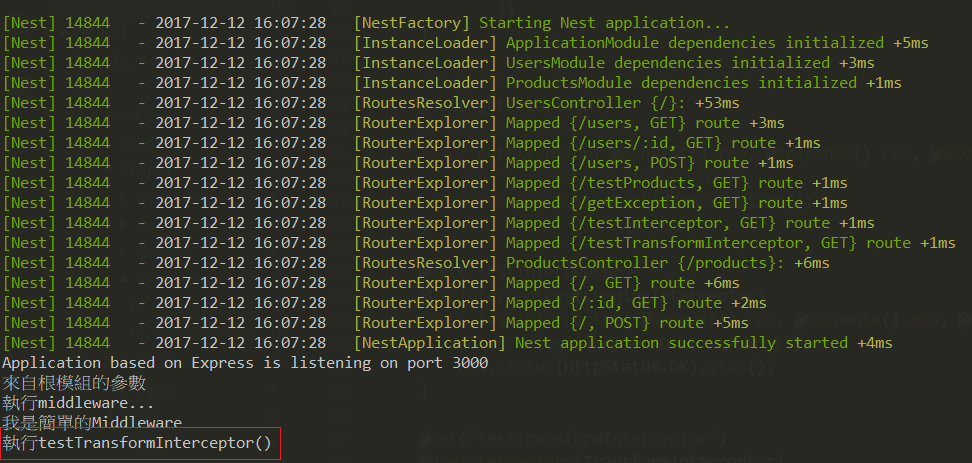 [Nest] 14844   - 2017-12-12 16:07:28   [NestFactory] Starting Nest application...
[Nest] 14844   - 2017-12-12 16:07:28   [InstanceLoader] ApplicationModule dependencies initialized +5ms
[Nest] 14844   - 2017-12-12 16:07:28   [InstanceLoader] UsersModule dependencies initialized +3ms
[Nest] 14844   - 2017-12-12 16:07:28   [InstanceLoader] ProductsModule dependencies initialized +1ms
[Nest] 14844   - 2017-12-12 16:07:28   [RoutesResolver] UsersController {/}: +53ms
[Nest] 14844   - 2017-12-12 16:07:28   [RouterExplorer] Mapped {/users, GET} route +3ms
[Nest] 14844   - 2017-12-12 16:07:28   [RouterExplorer] Mapped {/users/:id, GET} route +1ms
[Nest] 14844   - 2017-12-12 16:07:28   [RouterExplorer] Mapped {/users, POST} route +1ms
[Nest] 14844   - 2017-12-12 16:07:28   [RouterExplorer] Mapped {/testProducts, GET} route +1ms
[Nest] 14844   - 2017-12-12 16:07:28   [RouterExplorer] Mapped {/getException, GET} route +1ms
[Nest] 14844   - 2017-12-12 16:07:28   [RouterExplorer] Mapped {/testInterceptor, GET} route +1ms
[Nest] 14844   - 2017-12-12 16:07:28   [RouterExplorer] Mapped {/testTransformInterceptor, GET} route +1ms
[Nest] 14844   - 2017-12-12 16:07:28   [RoutesResolver] ProductsController {/products}: +6ms
[Nest] 14844   - 2017-12-12 16:07:28   [RouterExplorer] Mapped {/, GET} route +6ms
[Nest] 14844   - 2017-12-12 16:07:28   [RouterExplorer] Mapped {/:id, GET} route +2ms
[Nest] 14844   - 2017-12-12 16:07:28   [RouterExplorer] Mapped {/, POST} route +5ms
[Nest] 14844   - 2017-12-12 16:07:28   [NestApplication] Nest application successfully started +4ms
Application based on Express is listening on port 3000
來自根模組的參數
執行middleware...
我是簡單的Middleware
執行testTransformInterceptor()